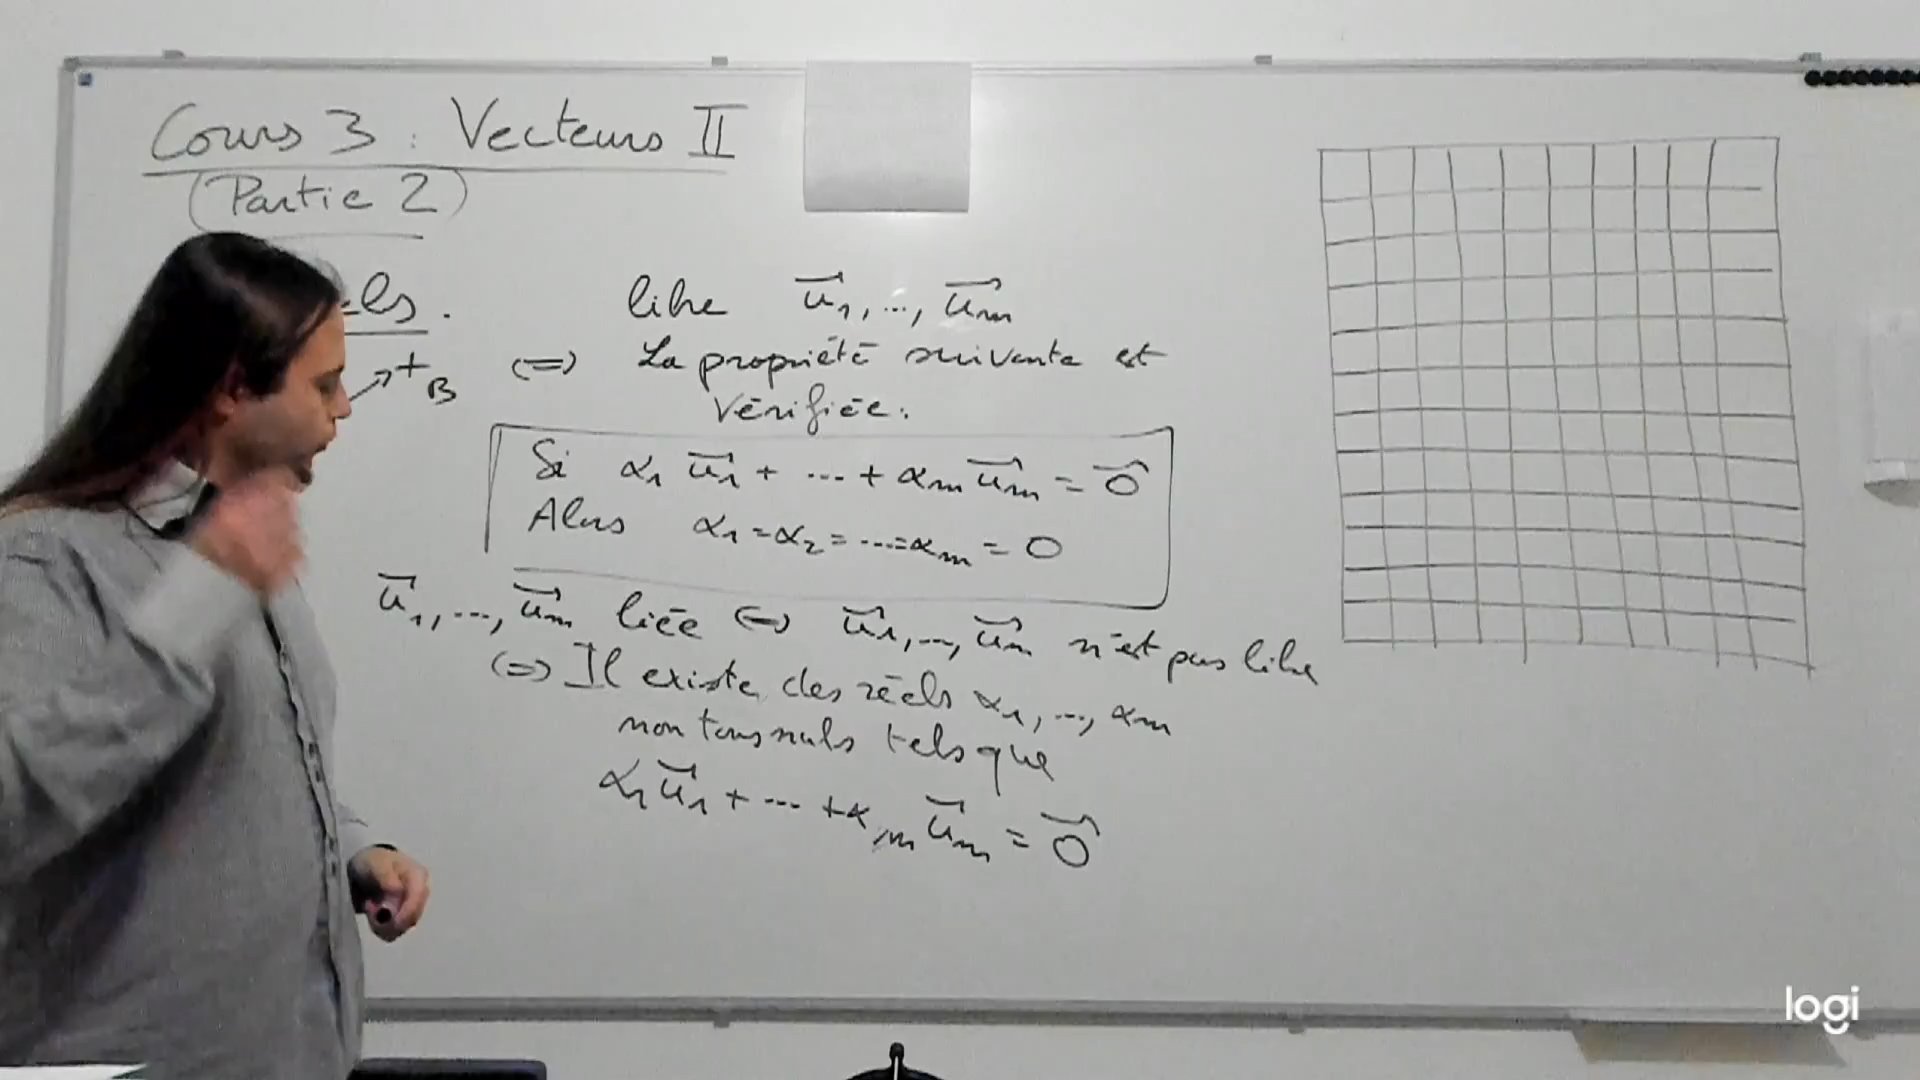 Cours 3 : Vecteurs II
(Partie 2)
els.
+B
libre u⃗₁, ..., u⃗ₘ
⇔ La propriété suivante est
vérifiée :
Si α₁ u⃗₁ + ... + αₘ u⃗ₘ = 0⃗
Alors α₁ = α₂ = ... = αₘ = 0
u⃗₁, ..., u⃗ₘ liée ⇔ u⃗₁, ..., u⃗ₘ n'est pas libre
⇔ Il existe des réels α₁, ..., αₘ
non tous nuls tels que
α₁ u⃗₁ + ... + αₘ u⃗ₘ = 0⃗
logi